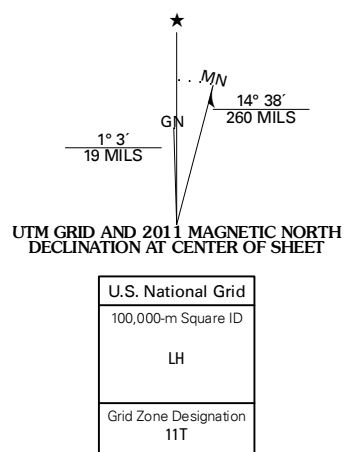 ★
MN
GN
14° 38´
260 MILS
1° 3´
19 MILS
UTM GRID AND 2011 MAGNETIC NORTH
DECLINATION AT CENTER OF SHEET
U.S. National Grid
100,000-m Square ID
LH
Grid Zone Designation
11T